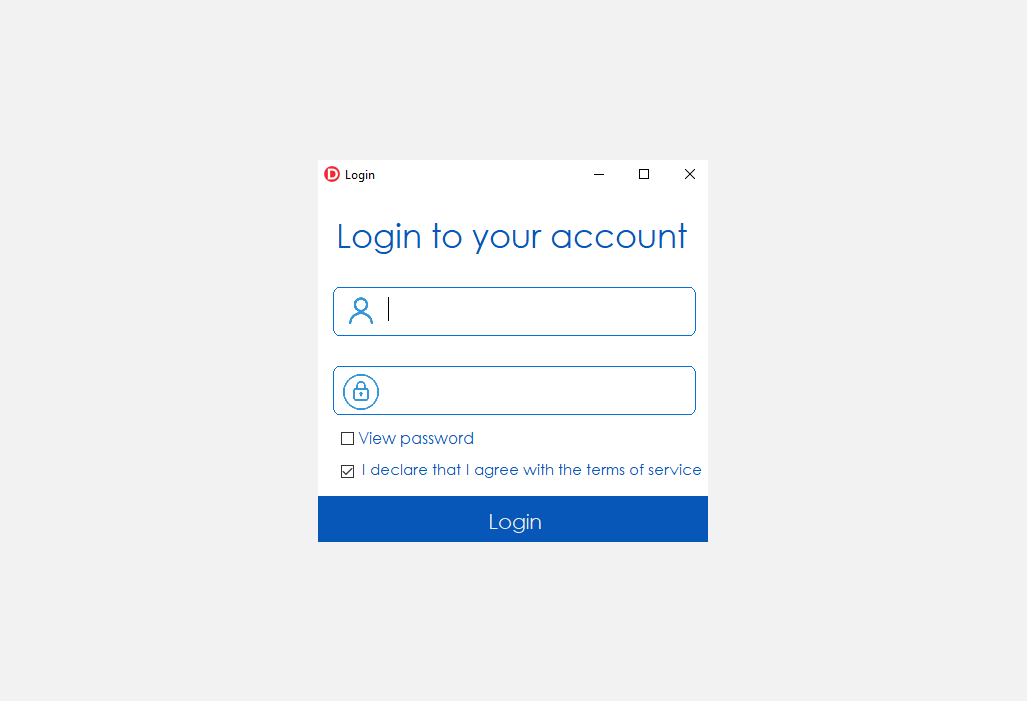 Login
Login to your account
View password
I declare that I agree with the terms of service
Login